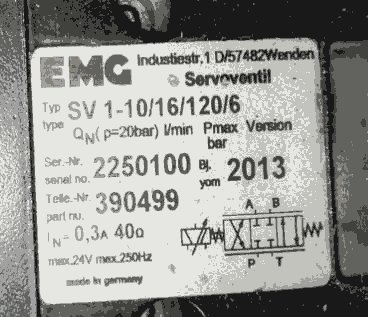 EMG Industiestr.1 D/57482Wenden
Servoventil
Typ
type SV 1-10/16/120/6
QN( p=20bar) l/min Pmax Version
bar
Ser.-Nr. 2250100 Bj. 2013
serial no. yom
Teile.-Nr. 390499
part nu.
IN= 0,3A 40Ω
A B
max.24V max.250Hz
P T
made in germany